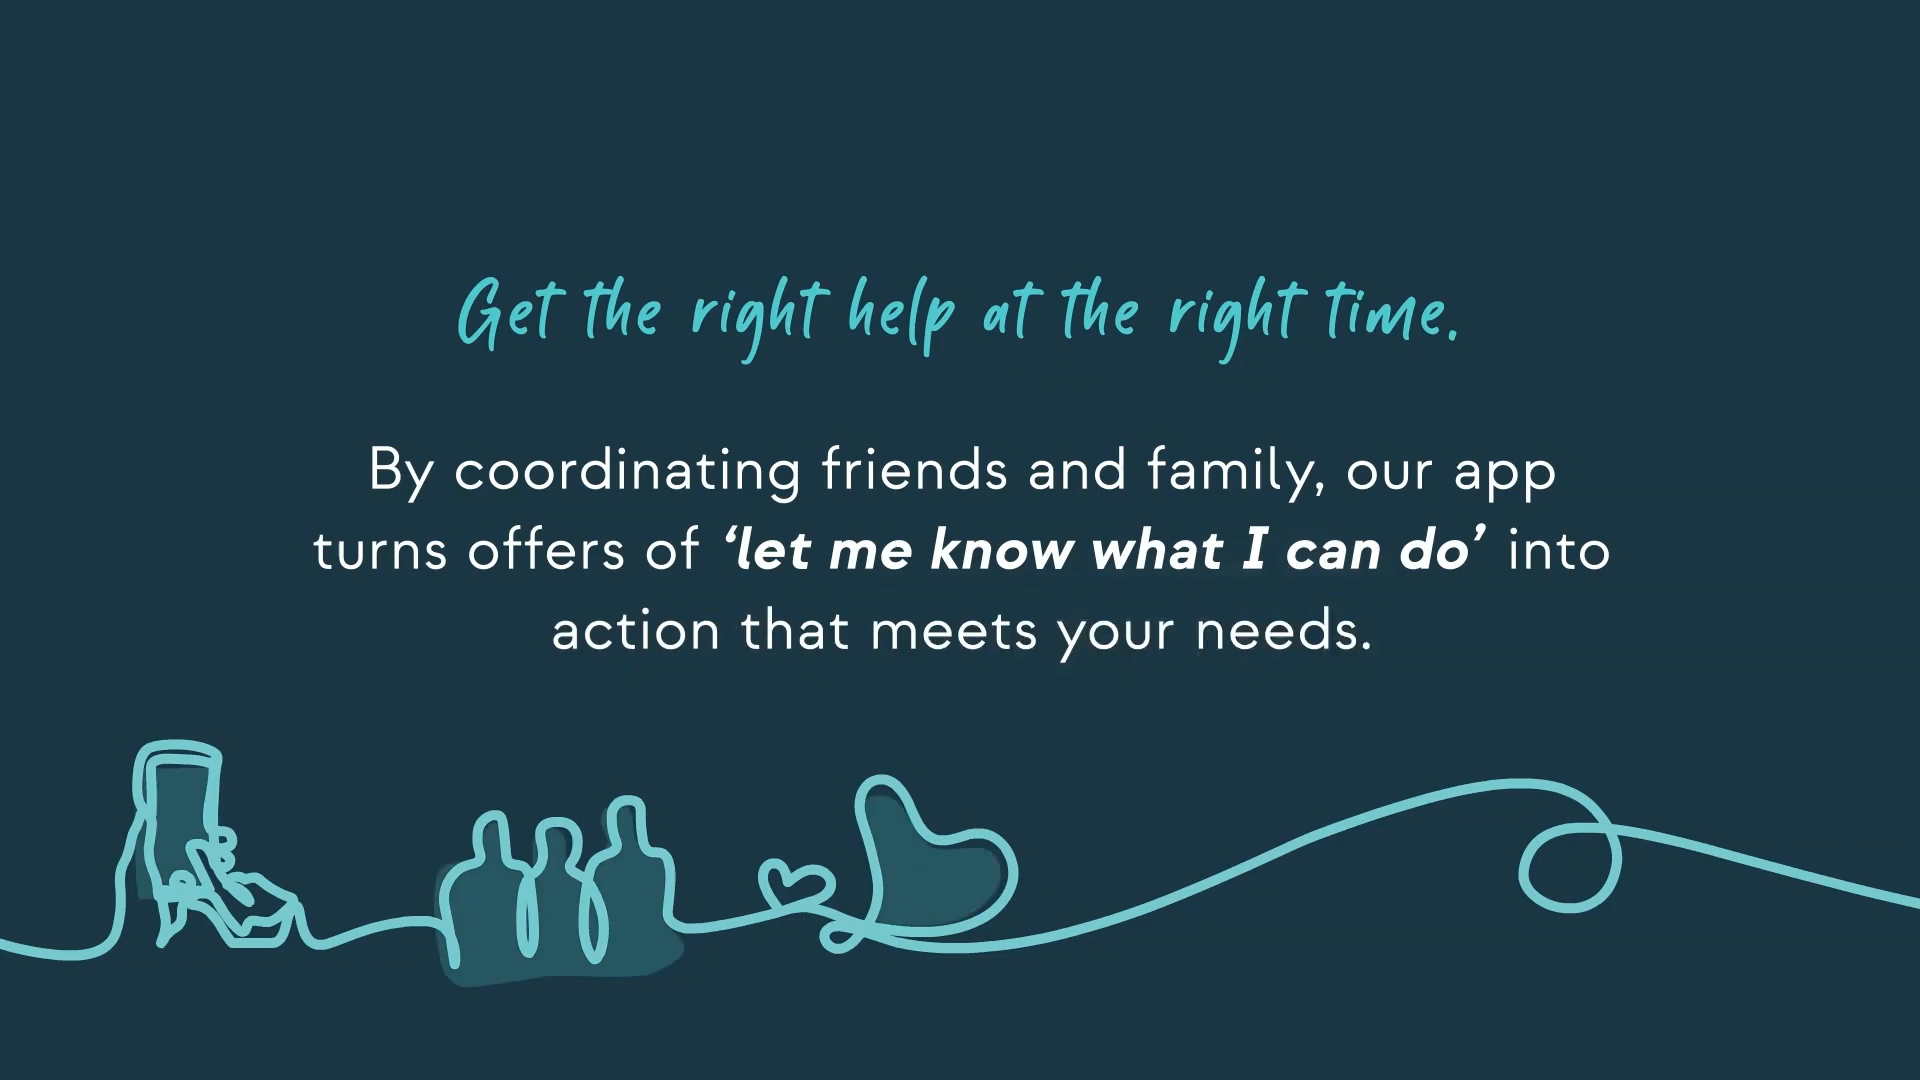 Get the right help at the right time.
By coordinating friends and family, our app
turns offers of ‘let me know what I can do’ into
action that meets your needs.